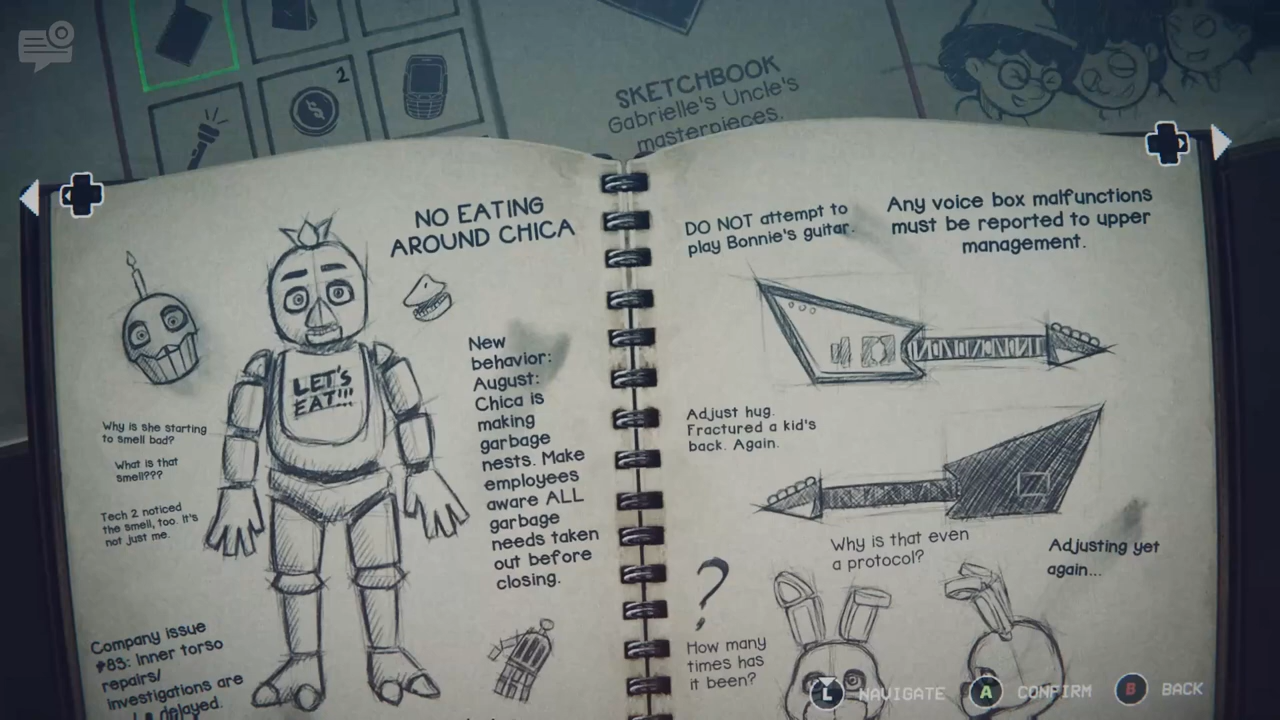 2
SKETCHBOOK
Gabrielle's Uncle's
masterpieces.
NO EATING
AROUND CHICA
LET'S
EAT!!!
New
behavior:
August:
Chica is
making
garbage
nests. Make
employees
aware ALL
garbage
needs taken
out before
closing.
Why is she starting
to smell bad?
What is that
smell???
Tech 2 noticed
the smell, too. It's
not just me.
Company issue
#83: Inner torso
repairs/
investigations are
delayed.
DO NOT attempt to
play Bonnie's guitar.
Any voice box malfunctions
must be reported to upper
management.
Adjust hug.
Fractured a kid's
back. Again.
Why is that even
a protocol?
Adjusting yet
again...
?
How many
times has
it been?
L NAVIGATE A CONFIRM B BACK